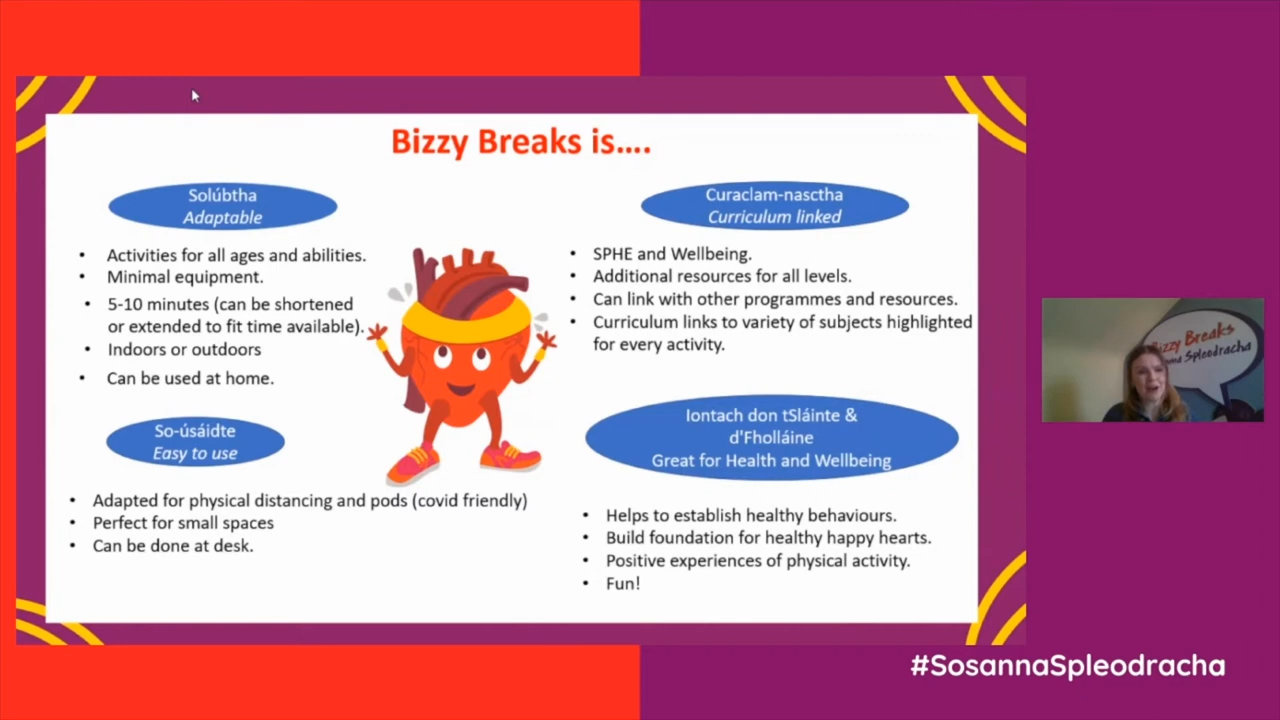 Bizzy Breaks is....
Solúbtha
Adaptable
• Activities for all ages and abilities.
• Minimal equipment.
• 5-10 minutes (can be shortened
or extended to fit time available).
• Indoors or outdoors
• Can be used at home.
So-úsáidte
Easy to use
• Adapted for physical distancing and pods (covid friendly)
• Perfect for small spaces
• Can be done at desk.
Curaclam-nasctha
Curriculum linked
• SPHE and Wellbeing.
• Additional resources for all levels.
• Can link with other programmes and resources.
• Curriculum links to variety of subjects highlighted
for every activity.
Iontach don tSláinte &
d'Fholláine
Great for Health and Wellbeing
• Helps to establish healthy behaviours.
• Build foundation for healthy happy hearts.
• Positive experiences of physical activity.
• Fun!
Bizzy Breaks
Spleodracha
#SosannaSpleodracha